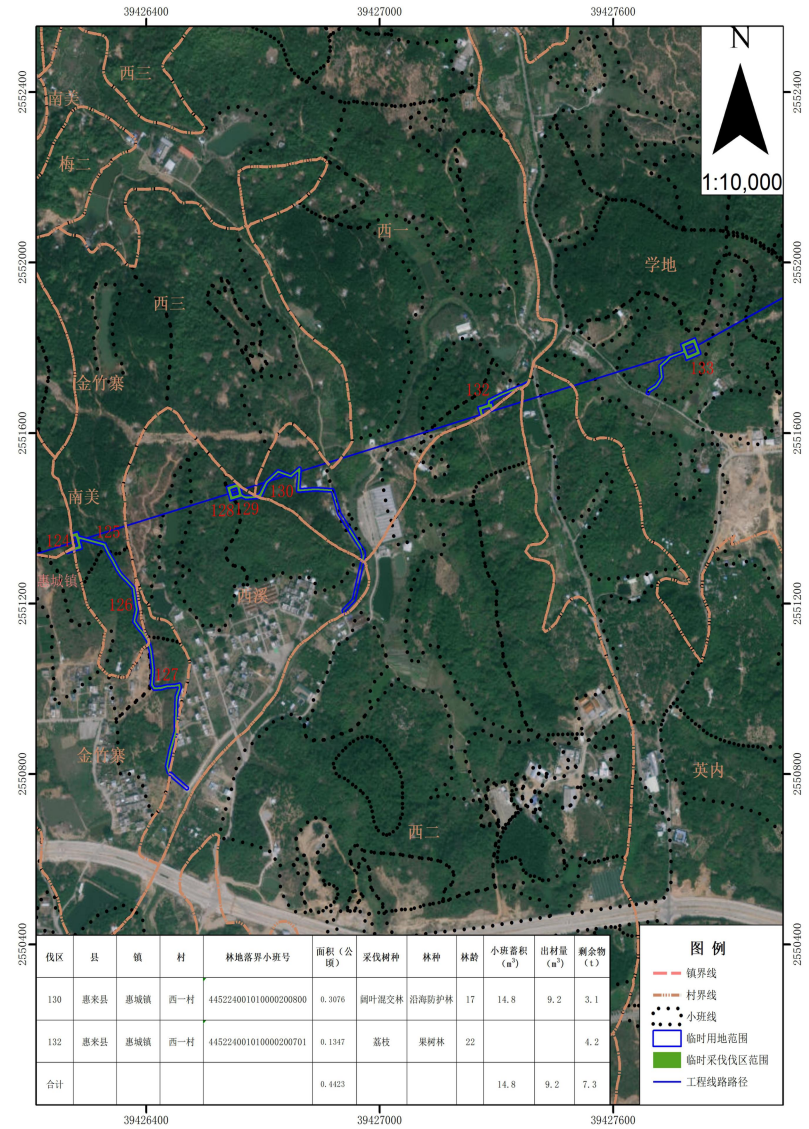 39426400 39427000 39427600
2552400 2552400
N
1:10,000
西三
南美
梅二
西一
2552000 2552000
学地
西三
金竹寨
132
133
2551600 2551600
南美
180
128129
124 125
惠城镇
126
西溪
2551200 2551200
127
金竹寨
2550800 2550800
英内
西二
2550400 2550400
伐区 县 镇 村 林地落界小班号 面积（公顷） 采伐树种 林种 林龄 小班蓄积（m³） 出材量（m³） 剩余物（t）
130 惠来县 惠城镇 西一村 445224001010000200800 0.3076 阔叶混交林 沿海防护林 17 14.8 9.2 3.1
132 惠来县 惠城镇 西一村 445224001010000200701 0.1347 荔枝 果树林 22 4.2
合计 0.4423 14.8 9.2 7.3
图 例
镇界线
村界线
小班线
临时用地范围
临时采伐伐区范围
工程线路路径
39426400 39427000 39427600